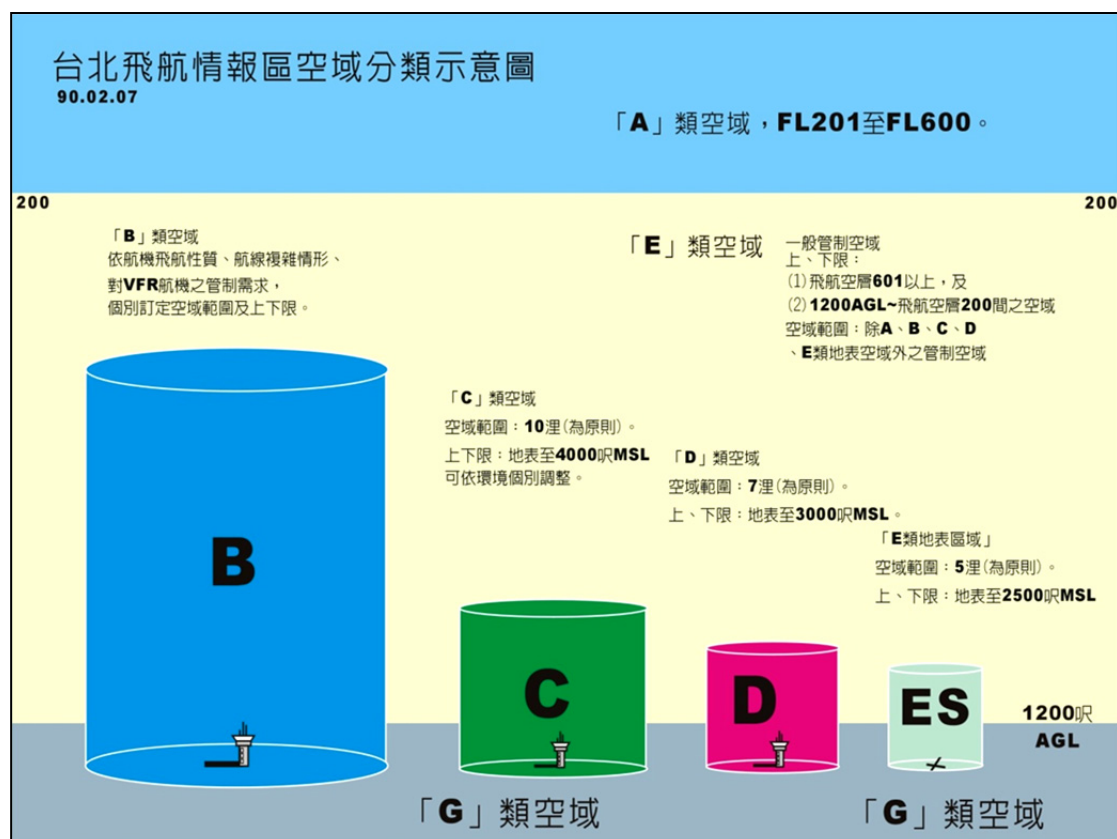 台北飛航情報區空域分類示意圖
90.02.07
「A」類空域，FL201至FL600。
200
200
「B」類空域
依航機飛航性質、航線複雜情形、
對VFR航機之管制需求，
個別訂定空域範圍及上下限。
「E」類空域
一般管制空域
上、下限：
(1)飛航空層601以上，及
(2)1200AGL~飛航空層200間之空域
空域範圍：除A、B、C、D
、E類地表空域外之管制空域
「C」類空域
空域範圍：10浬(為原則)。
上下限：地表至4000呎MSL
可依環境個別調整。
「D」類空域
空域範圍：7浬(為原則)。
上、下限：地表至3000呎MSL。
「E類地表區域」
空域範圍：5浬(為原則)。
上、下限：地表至2500呎MSL
B
C
D
ES
1200呎
AGL
「G」類空域
「G」類空域